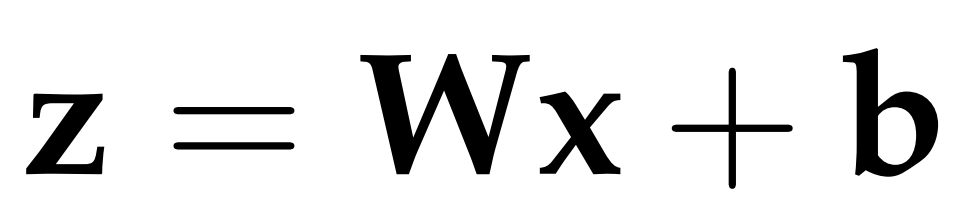 z = Wx + b